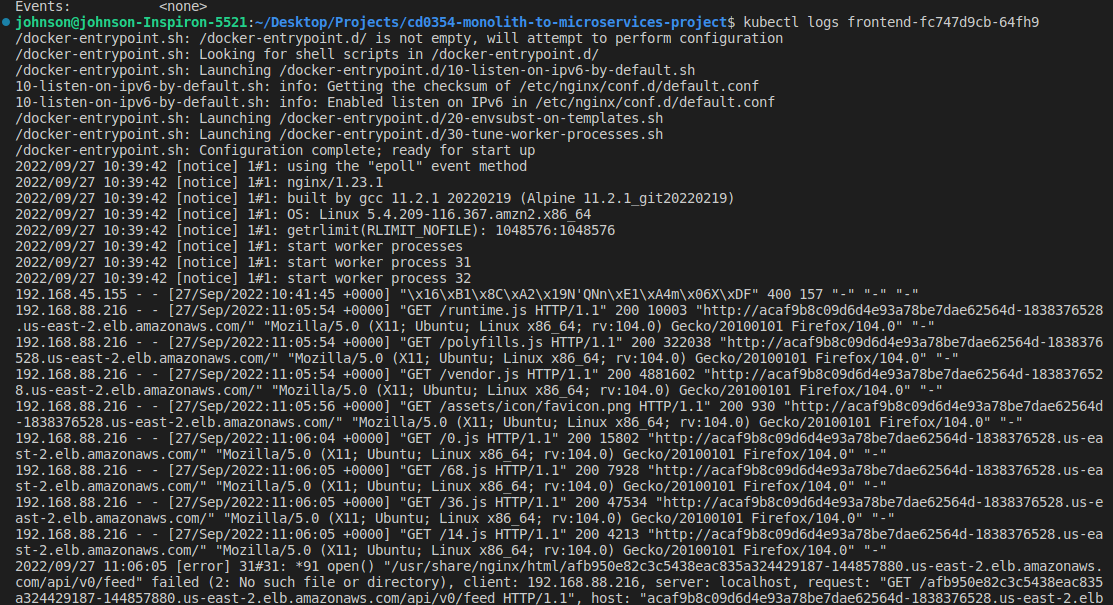 Events:           <none>
johnson@johnson-Inspiron-5521:~/Desktop/Projects/cd0354-monolith-to-microservices-project$ kubectl logs frontend-fc747d9cb-64fh9
/docker-entrypoint.sh: /docker-entrypoint.d/ is not empty, will attempt to perform configuration
/docker-entrypoint.sh: Looking for shell scripts in /docker-entrypoint.d/
/docker-entrypoint.sh: Launching /docker-entrypoint.d/10-listen-on-ipv6-by-default.sh
10-listen-on-ipv6-by-default.sh: info: Getting the checksum of /etc/nginx/conf.d/default.conf
10-listen-on-ipv6-by-default.sh: info: Enabled listen on IPv6 in /etc/nginx/conf.d/default.conf
/docker-entrypoint.sh: Launching /docker-entrypoint.d/20-envsubst-on-templates.sh
/docker-entrypoint.sh: Launching /docker-entrypoint.d/30-tune-worker-processes.sh
/docker-entrypoint.sh: Configuration complete; ready for start up
2022/09/27 10:39:42 [notice] 1#1: using the "epoll" event method
2022/09/27 10:39:42 [notice] 1#1: nginx/1.23.1
2022/09/27 10:39:42 [notice] 1#1: built by gcc 11.2.1 20220219 (Alpine 11.2.1_git20220219)
2022/09/27 10:39:42 [notice] 1#1: OS: Linux 5.4.209-116.367.amzn2.x86_64
2022/09/27 10:39:42 [notice] 1#1: getrlimit(RLIMIT_NOFILE): 1048576:1048576
2022/09/27 10:39:42 [notice] 1#1: start worker processes
2022/09/27 10:39:42 [notice] 1#1: start worker process 31
2022/09/27 10:39:42 [notice] 1#1: start worker process 32
192.168.45.155 - - [27/Sep/2022:10:41:45 +0000] "\x16\xB1\x8C\xA2\x19N'QNn\xE1\xA4m\x06X\xDF" 400 157 "-" "-" "-"
192.168.88.216 - - [27/Sep/2022:11:05:54 +0000] "GET /runtime.js HTTP/1.1" 200 10003 "http://acaf9b8c09d6d4e93a78be7dae62564d-1838376528
.us-east-2.elb.amazonaws.com/" "Mozilla/5.0 (X11; Ubuntu; Linux x86_64; rv:104.0) Gecko/20100101 Firefox/104.0" "-"
192.168.88.216 - - [27/Sep/2022:11:05:54 +0000] "GET /polyfills.js HTTP/1.1" 200 322038 "http://acaf9b8c09d6d4e93a78be7dae62564d-1838376
528.us-east-2.elb.amazonaws.com/" "Mozilla/5.0 (X11; Ubuntu; Linux x86_64; rv:104.0) Gecko/20100101 Firefox/104.0" "-"
192.168.88.216 - - [27/Sep/2022:11:05:54 +0000] "GET /vendor.js HTTP/1.1" 200 4881602 "http://acaf9b8c09d6d4e93a78be7dae62564d-183837652
8.us-east-2.elb.amazonaws.com/" "Mozilla/5.0 (X11; Ubuntu; Linux x86_64; rv:104.0) Gecko/20100101 Firefox/104.0" "-"
192.168.88.216 - - [27/Sep/2022:11:05:56 +0000] "GET /assets/icon/favicon.png HTTP/1.1" 200 930 "http://acaf9b8c09d6d4e93a78be7dae62564d
-1838376528.us-east-2.elb.amazonaws.com/" "Mozilla/5.0 (X11; Ubuntu; Linux x86_64; rv:104.0) Gecko/20100101 Firefox/104.0" "-"
192.168.88.216 - - [27/Sep/2022:11:06:04 +0000] "GET /0.js HTTP/1.1" 200 15802 "http://acaf9b8c09d6d4e93a78be7dae62564d-1838376528.us-ea
st-2.elb.amazonaws.com/" "Mozilla/5.0 (X11; Ubuntu; Linux x86_64; rv:104.0) Gecko/20100101 Firefox/104.0" "-"
192.168.88.216 - - [27/Sep/2022:11:06:05 +0000] "GET /68.js HTTP/1.1" 200 7928 "http://acaf9b8c09d6d4e93a78be7dae62564d-1838376528.us-ea
st-2.elb.amazonaws.com/" "Mozilla/5.0 (X11; Ubuntu; Linux x86_64; rv:104.0) Gecko/20100101 Firefox/104.0" "-"
192.168.88.216 - - [27/Sep/2022:11:06:05 +0000] "GET /36.js HTTP/1.1" 200 47534 "http://acaf9b8c09d6d4e93a78be7dae62564d-1838376528.us-e
ast-2.elb.amazonaws.com/" "Mozilla/5.0 (X11; Ubuntu; Linux x86_64; rv:104.0) Gecko/20100101 Firefox/104.0" "-"
192.168.88.216 - - [27/Sep/2022:11:06:05 +0000] "GET /14.js HTTP/1.1" 200 4213 "http://acaf9b8c09d6d4e93a78be7dae62564d-1838376528.us-ea
st-2.elb.amazonaws.com/" "Mozilla/5.0 (X11; Ubuntu; Linux x86_64; rv:104.0) Gecko/20100101 Firefox/104.0" "-"
2022/09/27 11:06:05 [error] 31#31: *91 open() "/usr/share/nginx/html/afb950e82c3c5438eac835a324429187-144857880.us-east-2.elb.amazonaws.
com/api/v0/feed" failed (2: No such file or directory), client: 192.168.88.216, server: localhost, request: "GET /afb950e82c3c5438eac835
a324429187-144857880.us-east-2.elb.amazonaws.com/api/v0/feed HTTP/1.1", host: "acaf9b8c09d6d4e93a78be7dae62564d-1838376528.us-east-2.elb